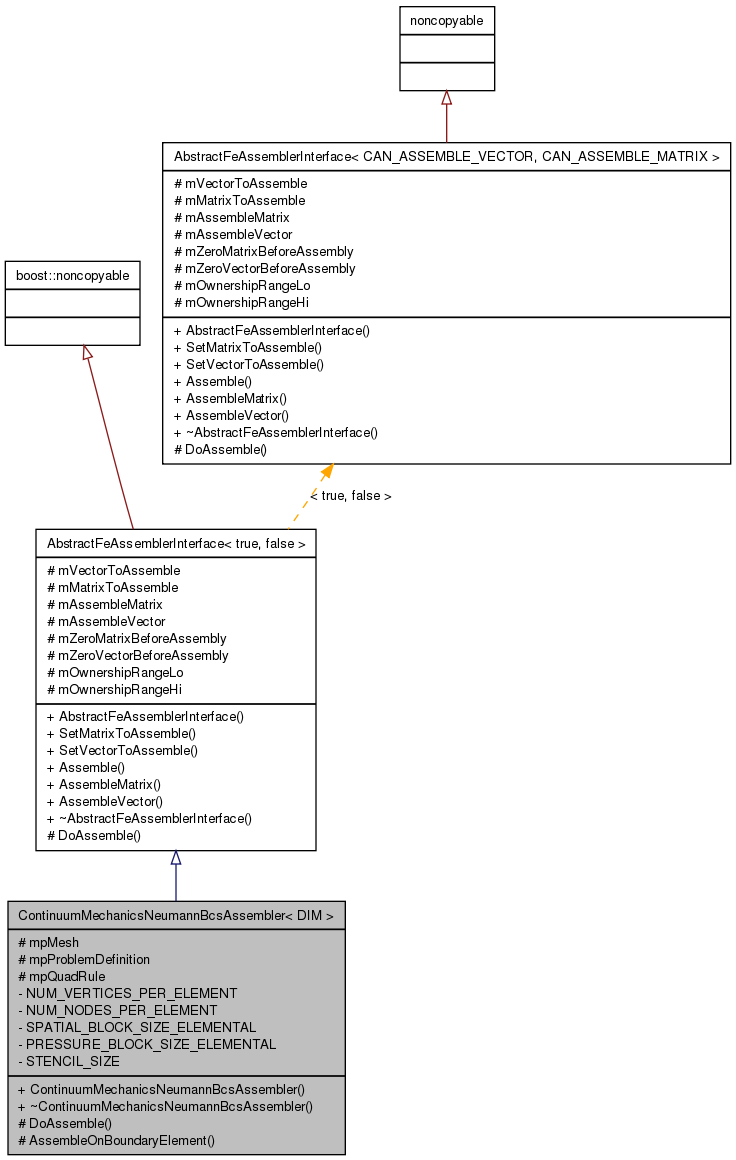 noncopyable
AbstractFeAssemblerInterface< CAN_ASSEMBLE_VECTOR, CAN_ASSEMBLE_MATRIX >
# mVectorToAssemble
# mMatrixToAssemble
# mAssembleMatrix
# mAssembleVector
# mZeroMatrixBeforeAssembly
# mZeroVectorBeforeAssembly
# mOwnershipRangeLo
# mOwnershipRangeHi
+ AbstractFeAssemblerInterface()
+ SetMatrixToAssemble()
+ SetVectorToAssemble()
+ Assemble()
+ AssembleMatrix()
+ AssembleVector()
+ ~AbstractFeAssemblerInterface()
# DoAssemble()
boost::noncopyable
< true, false >
AbstractFeAssemblerInterface< true, false >
# mVectorToAssemble
# mMatrixToAssemble
# mAssembleMatrix
# mAssembleVector
# mZeroMatrixBeforeAssembly
# mZeroVectorBeforeAssembly
# mOwnershipRangeLo
# mOwnershipRangeHi
+ AbstractFeAssemblerInterface()
+ SetMatrixToAssemble()
+ SetVectorToAssemble()
+ Assemble()
+ AssembleMatrix()
+ AssembleVector()
+ ~AbstractFeAssemblerInterface()
# DoAssemble()
ContinuumMechanicsNeumannBcsAssembler< DIM >
# mpMesh
# mpProblemDefinition
# mpQuadRule
- NUM_VERTICES_PER_ELEMENT
- NUM_NODES_PER_ELEMENT
- SPATIAL_BLOCK_SIZE_ELEMENTAL
- PRESSURE_BLOCK_SIZE_ELEMENTAL
- STENCIL_SIZE
+ ContinuumMechanicsNeumannBcsAssembler()
+ ~ContinuumMechanicsNeumannBcsAssembler()
# DoAssemble()
# AssembleOnBoundaryElement()